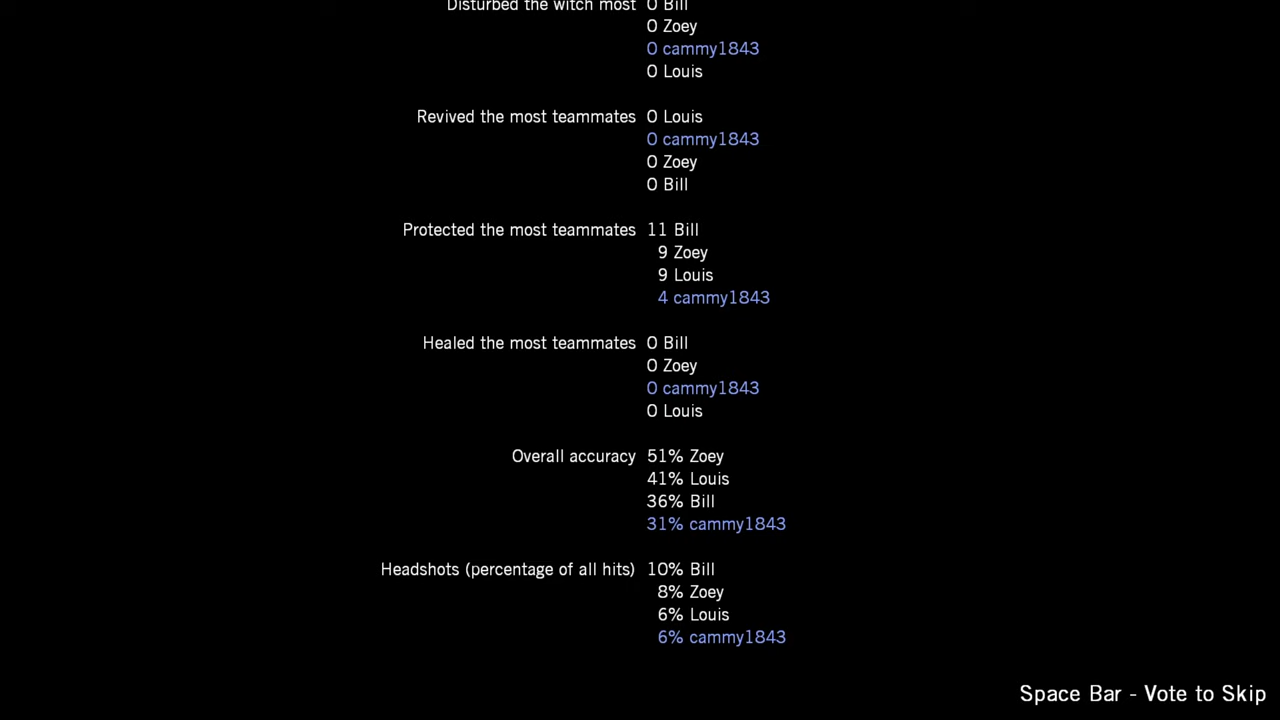 Disturbed the witch most 0 Bill
0 Zoey
0 cammy1843
0 Louis
Revived the most teammates 0 Louis
0 cammy1843
0 Zoey
0 Bill
Protected the most teammates 11 Bill
9 Zoey
9 Louis
4 cammy1843
Healed the most teammates 0 Bill
0 Zoey
0 cammy1843
0 Louis
Overall accuracy 51% Zoey
41% Louis
36% Bill
31% cammy1843
Headshots (percentage of all hits) 10% Bill
8% Zoey
6% Louis
6% cammy1843
Space Bar - Vote to Skip